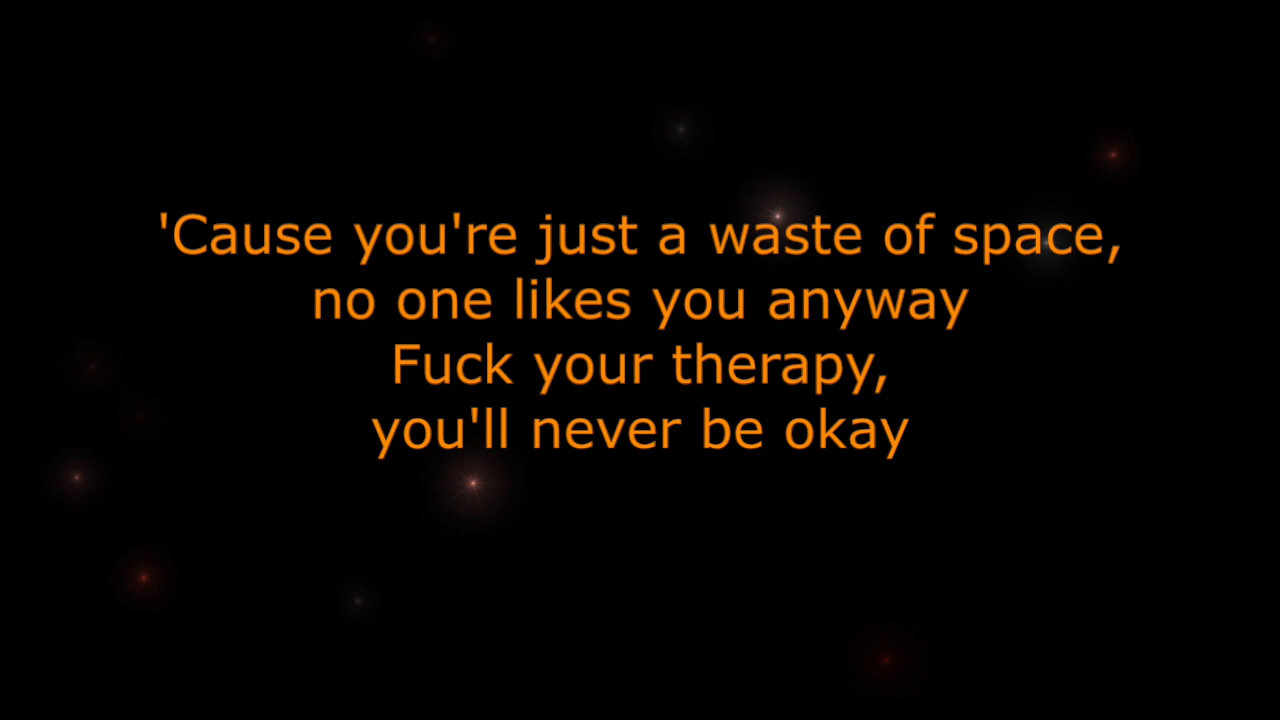 'Cause you're just a waste of space,
no one likes you anyway
Fuck your therapy,
you'll never be okay